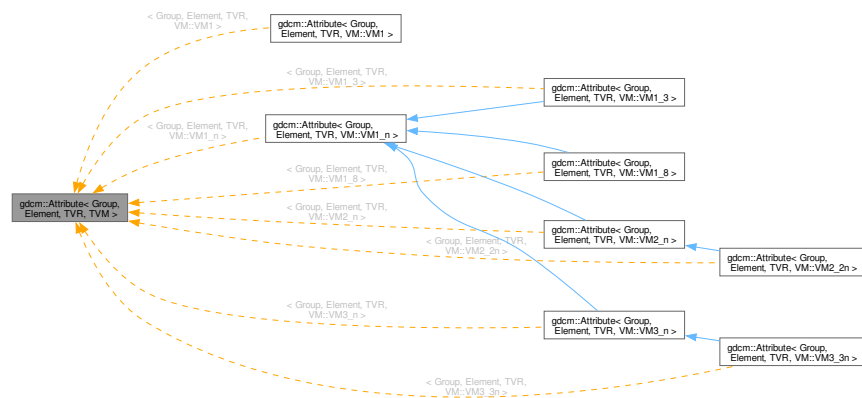 < Group, Element, TVR,
VM::VM1 >
gdcm::Attribute< Group,
Element, TVR, VM::VM1 >
< Group, Element, TVR,
VM::VM1_3 >
gdcm::Attribute< Group,
Element, TVR, VM::VM1_3 >
< Group, Element, TVR,
VM::VM1_n >
gdcm::Attribute< Group,
Element, TVR, VM::VM1_n >
< Group, Element, TVR,
VM::VM1_8 >
gdcm::Attribute< Group,
Element, TVR, VM::VM1_8 >
gdcm::Attribute< Group,
Element, TVR, TVM >
< Group, Element, TVR,
VM::VM2_n >
gdcm::Attribute< Group,
Element, TVR, VM::VM2_n >
< Group, Element, TVR,
VM::VM2_2n >
gdcm::Attribute< Group,
Element, TVR, VM::VM2_2n >
< Group, Element, TVR,
VM::VM3_n >
gdcm::Attribute< Group,
Element, TVR, VM::VM3_n >
gdcm::Attribute< Group,
Element, TVR, VM::VM3_3n >
< Group, Element, TVR,
VM::VM3_3n >